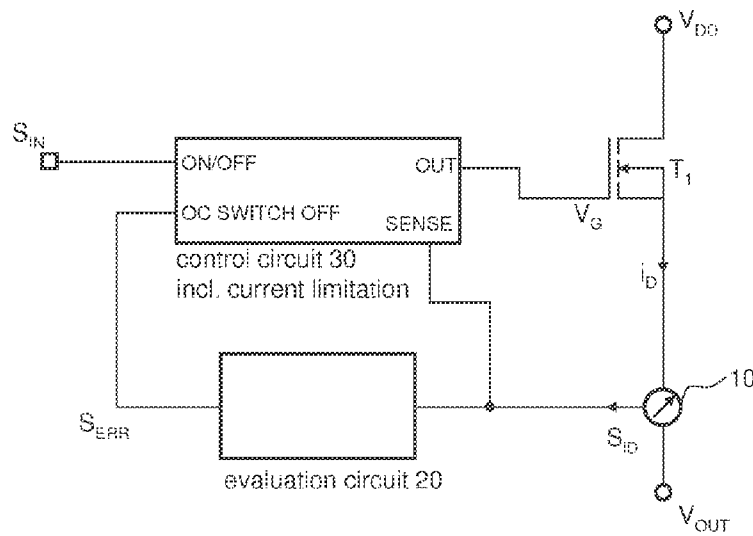 V_DD
S_IN
ON/OFF
OUT
T_1
OC SWITCH OFF
V_G
SENSE
control circuit 30
incl. current limitation
i_D
10
S_ERR
S_ID
evaluation circuit 20
V_OUT